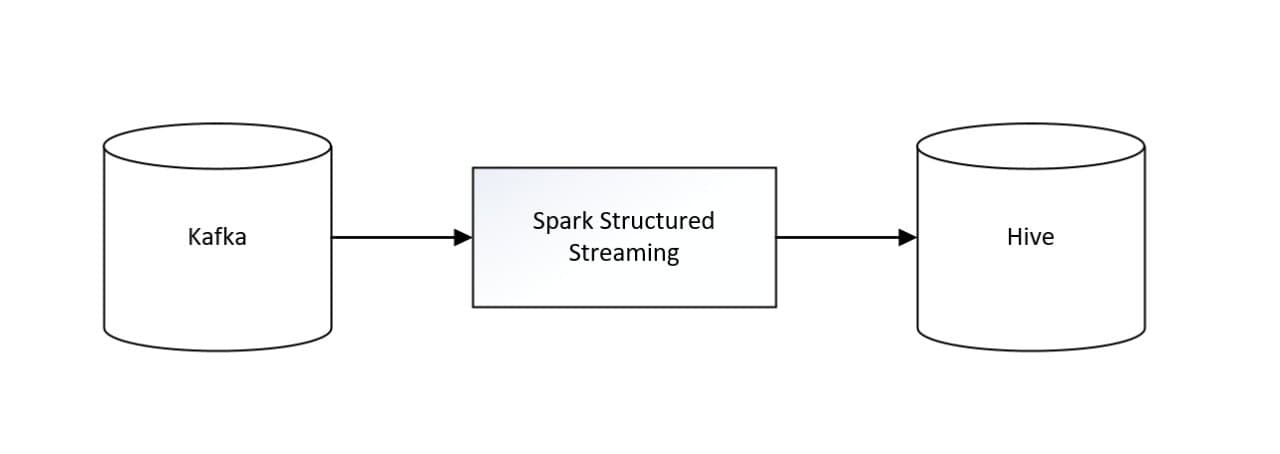 Kafka
Spark Structured
Streaming
Hive